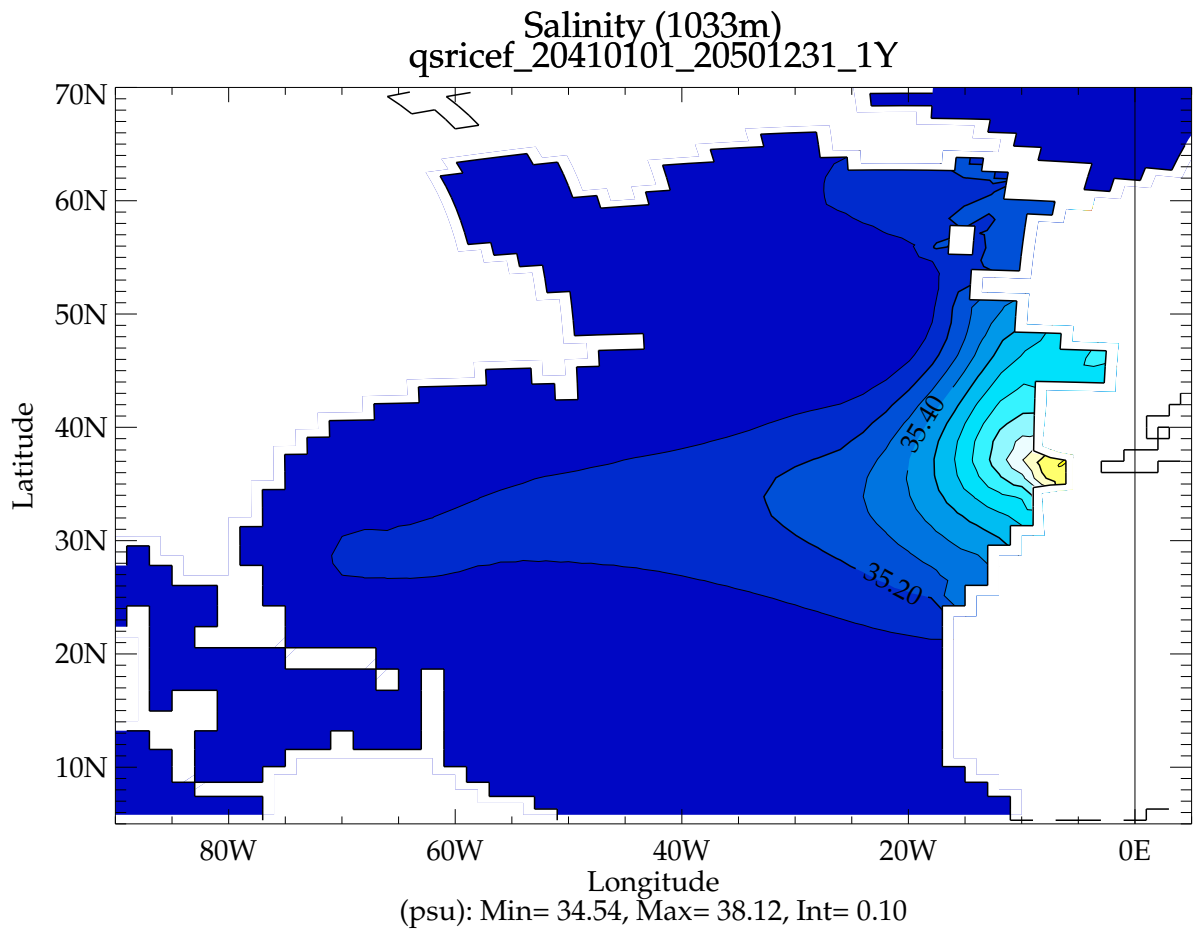 Salinity (1033m)
qsricef_20410101_20501231_1Y
70N
60N
50N
40N
30N
20N
10N
Latitude
35.40
35.20
80W 60W 40W 20W 0E
Longitude
(psu): Min= 34.54, Max= 38.12, Int= 0.10